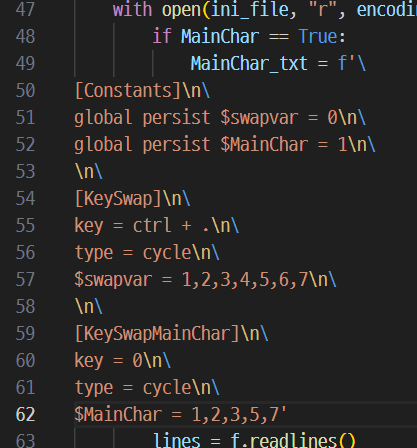 47 with open(ini_file, "r", encodin
48 if MainChar == True:
49 MainChar_txt = f'\
50 [Constants]\n\
51 global persist $swapvar = 0\n\
52 global persist $MainChar = 1\n\
53 \n\
54 [KeySwap]\n\
55 key = ctrl + .\n\
56 type = cycle\n\
57 $swapvar = 1,2,3,4,5,6,7\n\
58 \n\
59 [KeySwapMainChar]\n\
60 key = 0\n\
61 type = cycle\n\
62 $MainChar = 1,2,3,5,7'
63 lines = f.readlines()